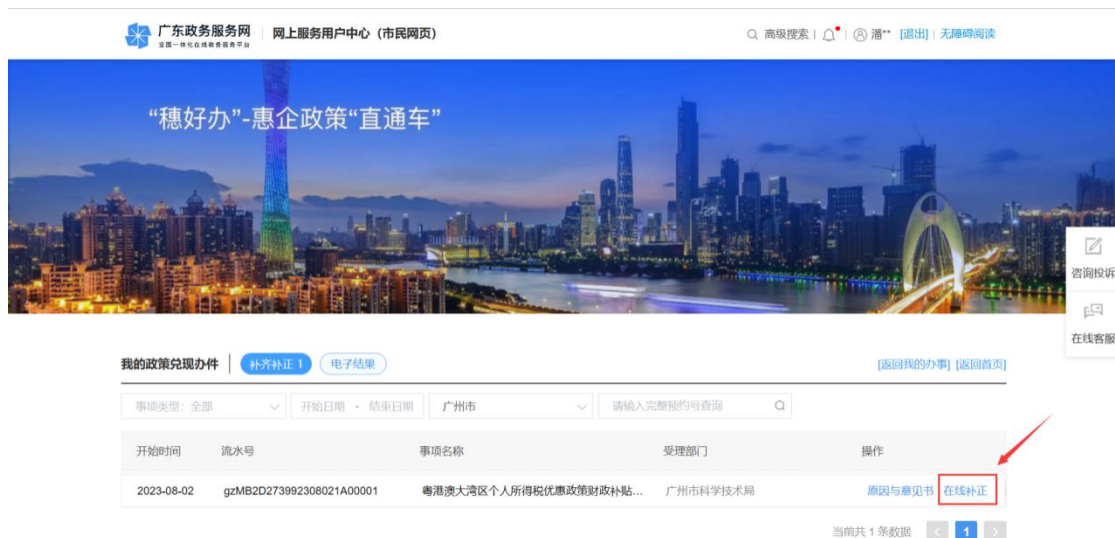 广东政务服务网 网上服务用户中心（市民网页） 高级搜索 | 潘** [退出] | 无障碍阅读
全国一体化在线政务服务平台
“穗好办”-惠企政策“直通车”
咨询投诉
在线客服
我的政策兑现办件 补齐补正 1 电子结果 [返回我的办事] [返回首页]
事项类型：全部 开始日期 - 结束日期 广州市 请输入完整预约号查询
开始时间 流水号 事项名称 受理部门 操作
2023-08-02 gzMB2D273992308021A00001 粤港澳大湾区个人所得税优惠政策财政补贴... 广州市科学技术局 原因与意见书 在线补正
当前共 1 条数据 < 1 >